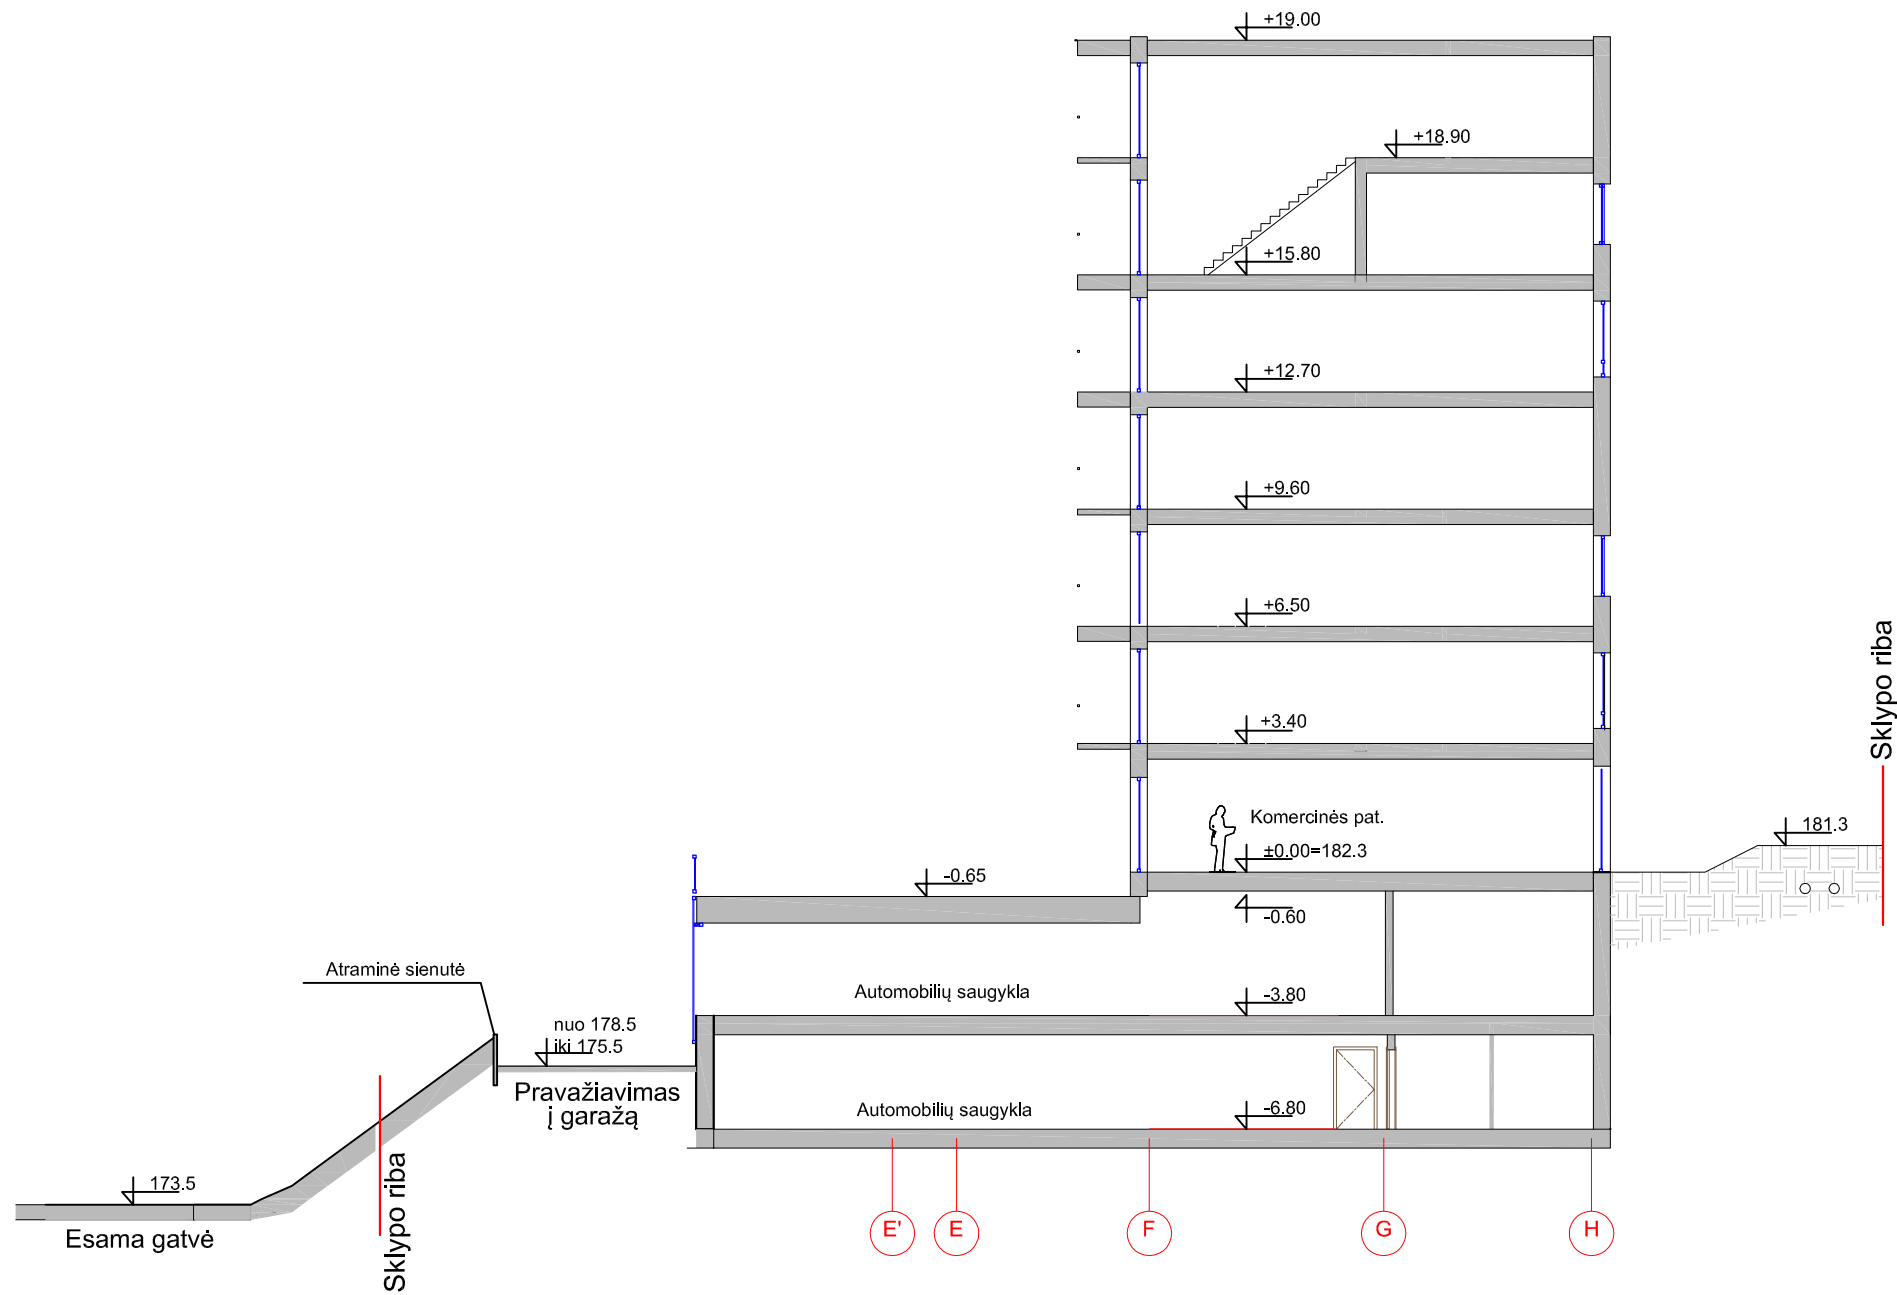 +19.00
+18.90
+15.80
+12.70
+9.60
+6.50
+3.40
Komercinės pat.
±0.00=182.3
-0.60
-0.65
181.3
Sklypo riba
Atraminė sienutė
Automobilių saugykla
-3.80
nuo 178.5
iki 175.5
Pravažiavimas
į garažą
Automobilių saugykla
-6.80
173.5
Esama gatvė
Sklypo riba
E'
E
F
G
H